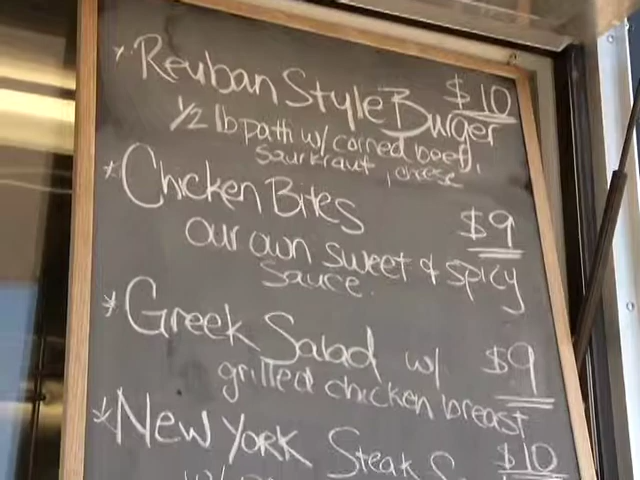 * Reuban Style Burger $10
1/2 lb path w/ corned beef,
saurkraut, cheese
* Chicken Bites $9
our own sweet & spicy
sauce.
* Greek Salad w/ $9
grilled chicken breast
* New York Steak $10
w/